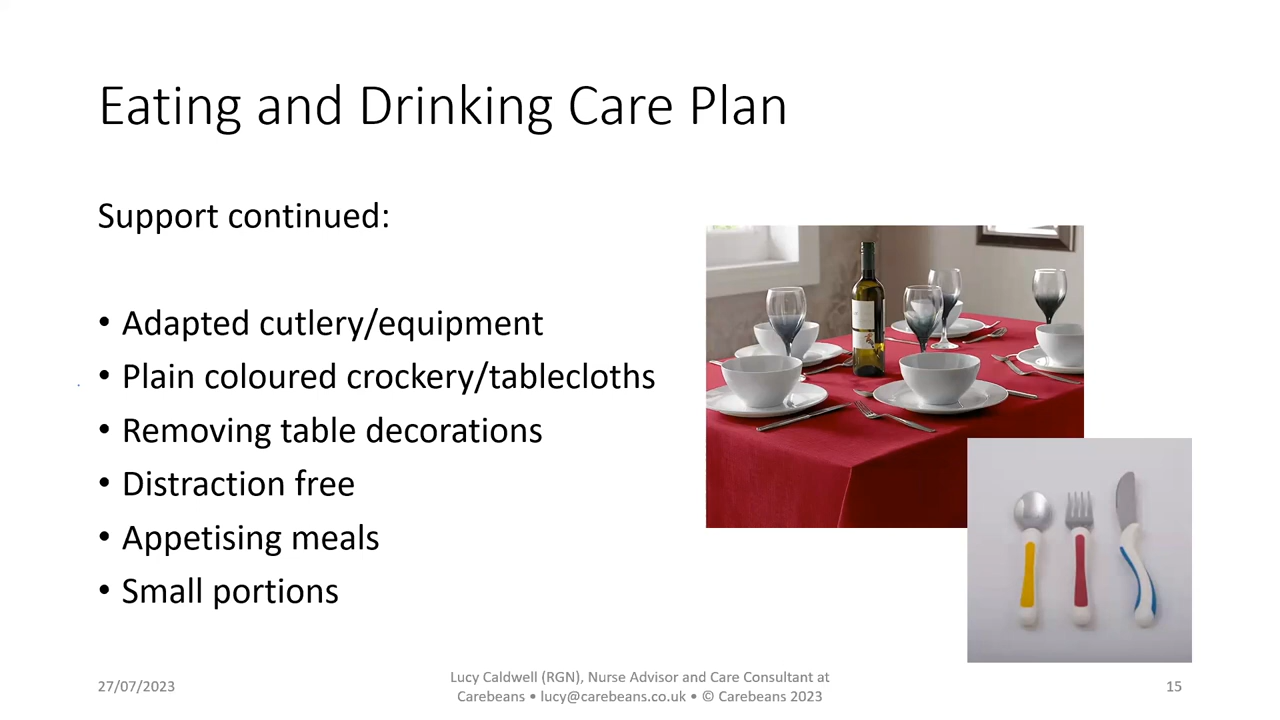 Eating and Drinking Care Plan
Support continued:
• Adapted cutlery/equipment
• Plain coloured crockery/tablecloths
• Removing table decorations
• Distraction free
• Appetising meals
• Small portions
27/07/2023
Lucy Caldwell (RGN), Nurse Advisor and Care Consultant at
Carebeans • lucy@carebeans.co.uk • © Carebeans 2023
15